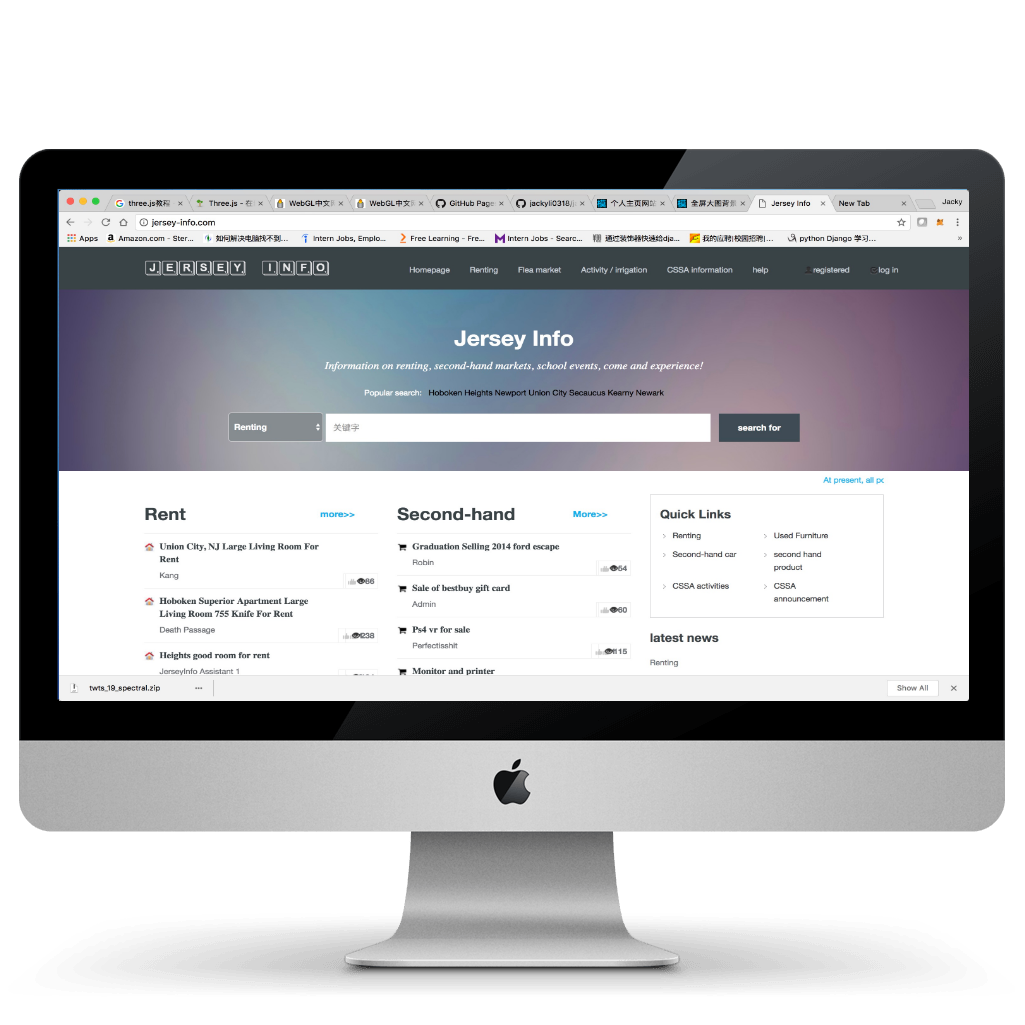 three.js教程
Three.js - 在
WebGL中文
WebGL中文
GitHub Page
jackyli0318/j
个人主页网站
全屏大图背景
Jersey Info
New Tab
Jacky
jersey-info.com
Apps
Amazon.com - Ster...
如何解决电脑找不到...
Intern Jobs, Emplo...
Free Learning - Fre...
Intern Jobs - Searc...
通过装饰器快速给dja...
我的应聘|校园招聘|...
python Django 学习...
»
JERSEY INFO
Homepage
Renting
Flea market
Activity / irrigation
CSSA information
help
registered
log in
Jersey Info
Information on renting, second-hand markets, school events, come and experience!
Popular search: Hoboken Heights Newport Union City Secaucus Kearny Newark
Renting
关键字
search for
At present, all
Rent
more>>
Union City, NJ Large Living Room For
Rent
Kang
66
Hoboken Superior Apartment Large
Living Room 755 Knife For Rent
Death Passage
238
Heights good room for rent
JerseyInfo Assistant 1
Second-hand
More>>
Graduation Selling 2014 ford escape
Robin
54
Sale of bestbuy gift card
Admin
60
Ps4 vr for sale
Perfectisshit
115
Monitor and printer
Quick Links
Renting
Used Furniture
Second-hand car
second hand
product
CSSA activities
CSSA
announcement
latest news
Renting
twts_19_spectral.zip
Show All